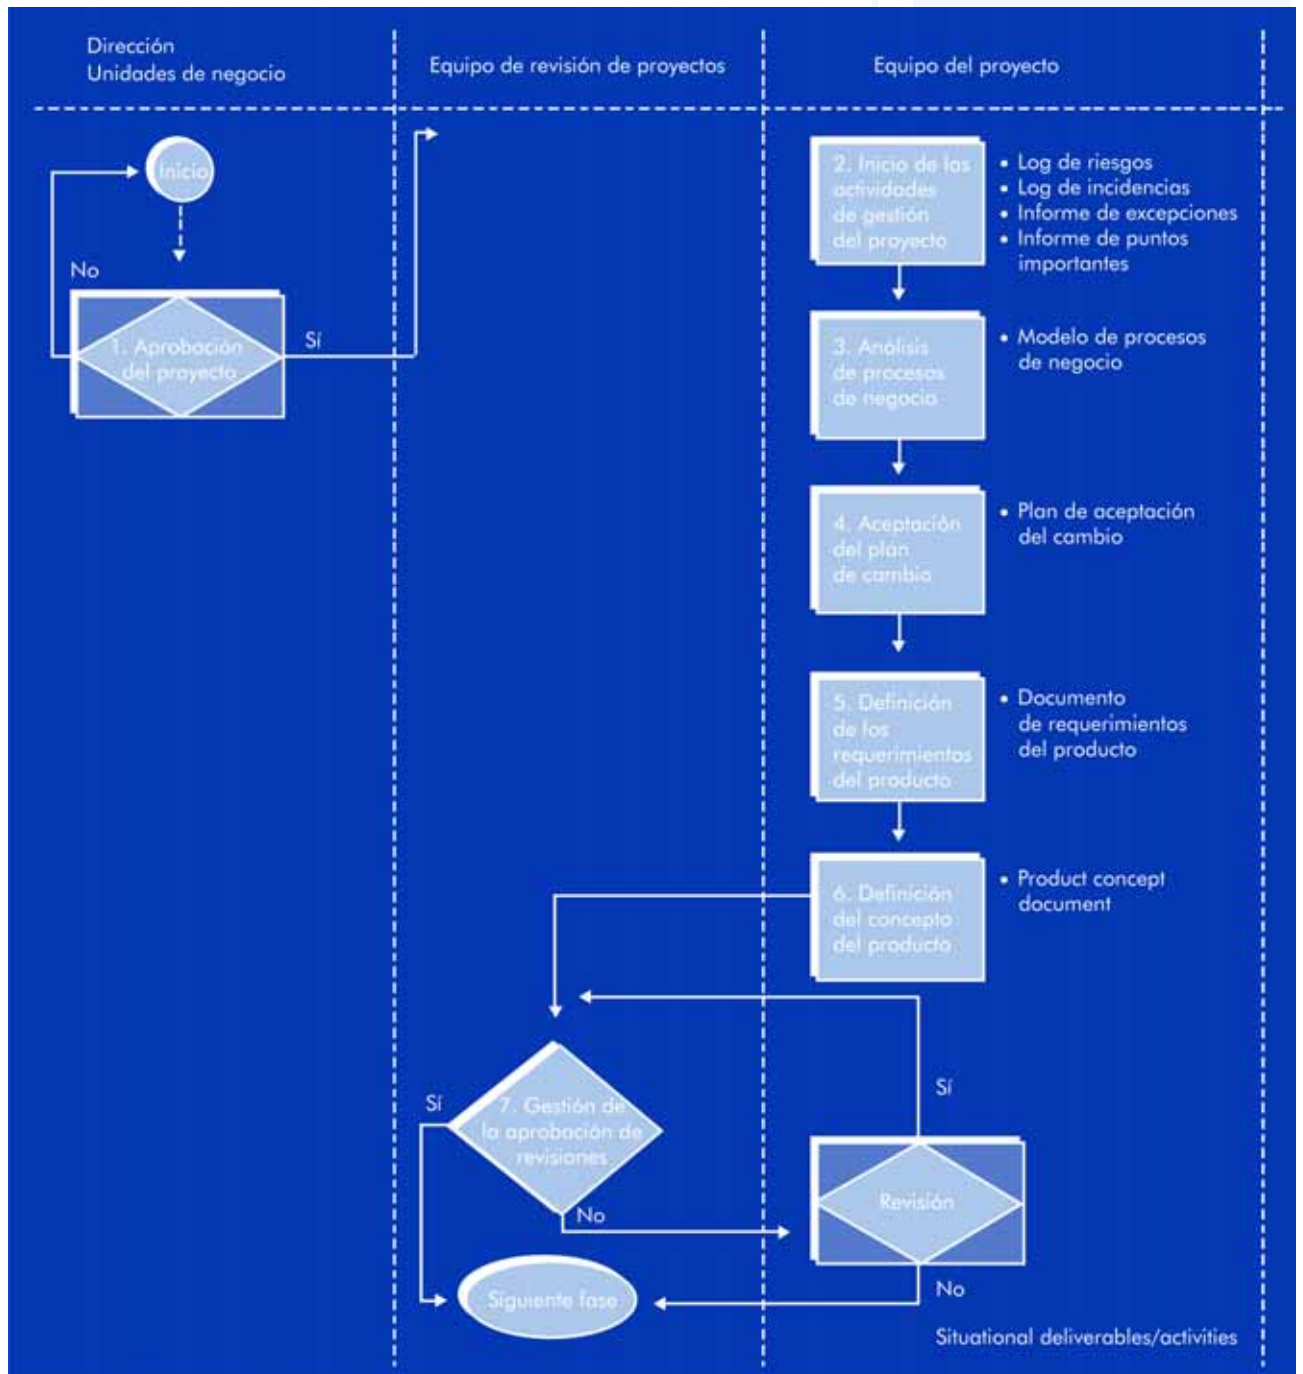 Dirección
Unidades de negocio
Equipo de revisión de proyectos
Equipo del proyecto
Inicio
No
1. Aprobación
del proyecto
Sí
2. Inicio de las
actividades
de gestión
del proyecto
• Log de riesgos
• Log de incidencias
• Informe de excepciones
• Informe de puntos
importantes
3. Análisis
de procesos
de negocio
• Modelo de procesos
de negocio
4. Aceptación
del plan
de cambio
• Plan de aceptación
del cambio
5. Definición
de los
requerimientos
del producto
• Documento
de requerimientos
del producto
6. Definición
del concepto
del producto
• Product concept
document
Sí
7. Gestión de
la aprobación de
revisiones
No
Sí
Revisión
No
Siguiente fase
Situational deliverables/activities